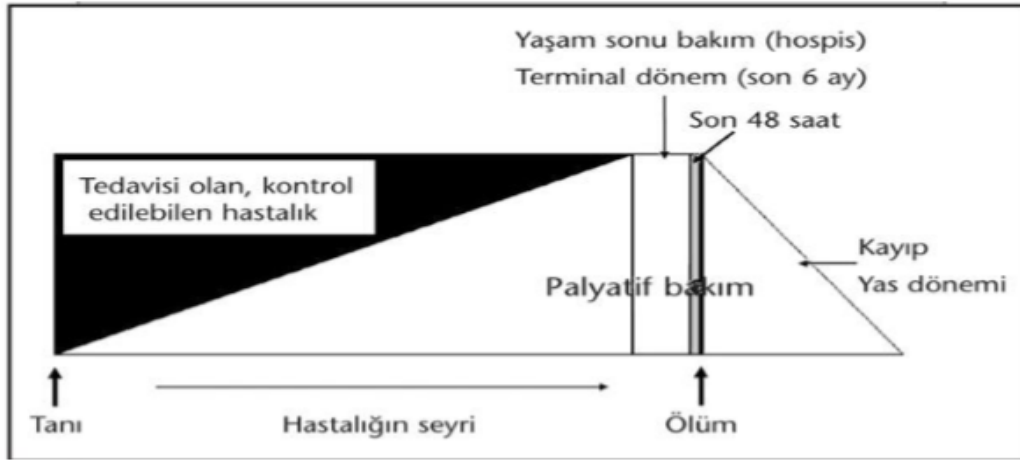 Yaşam sonu bakım (hospis)
Terminal dönem (son 6 ay)
Son 48 saat
Tedavisi olan, kontrol
edilebilen hastalık
Palyatif bakım
Kayıp
Yas dönemi
Tanı
Hastalığın seyri
Ölüm